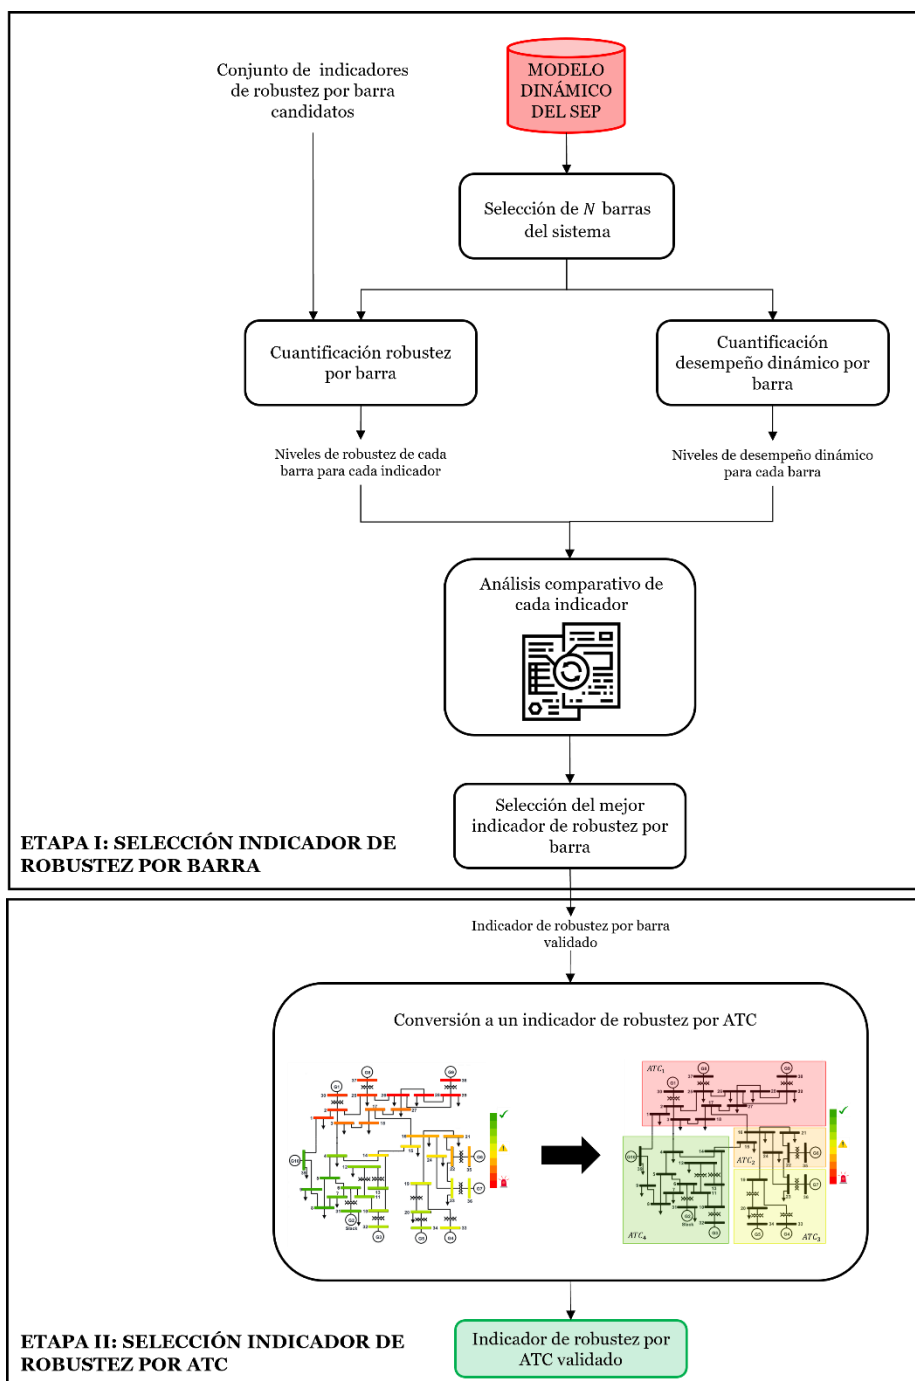 Conjunto de indicadores
de robustez por barra
candidatos
MODELO
DINÁMICO
DEL SEP
Selección de N barras
del sistema
Cuantificación robustez
por barra
Cuantificación
desempeño dinámico por
barra
Niveles de robustez de cada
barra para cada indicador
Niveles de desempeño dinámico
para cada barra
Análisis comparativo de
cada indicador
Selección del mejor
indicador de robustez por
barra
ETAPA I: SELECCIÓN INDICADOR DE
ROBUSTEZ POR BARRA
Indicador de robustez por barra
validado
Conversión a un indicador de robustez por ATC
ATC1
ATC2
ATC3
ATC4
Indicador de robustez por
ATC validado
ETAPA II: SELECCIÓN INDICADOR DE
ROBUSTEZ POR ATC